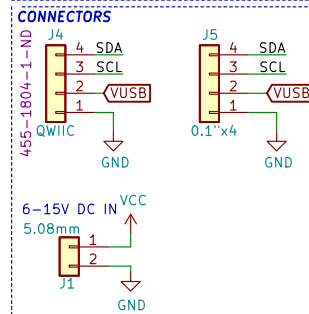 CONNECTORS
J4
4 SDA
3 SCL
2 VUSB
1
QWIIC
GND
455-1804-1-ND
J5
4 SDA
3 SCL
2 VUSB
1
0.1"x4
GND
6-15V DC IN
VCC
5.08mm
1
2
J1
GND